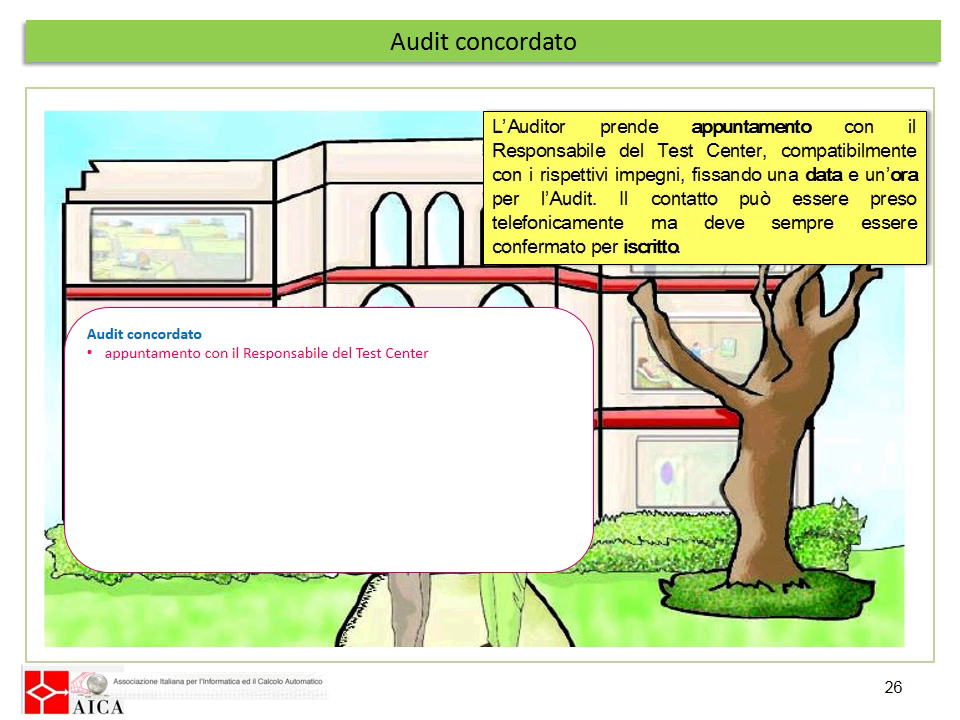 Audit concordato
L'Auditor prende appuntamento con il
Responsabile del Test Center, compatibilmente
con i rispettivi impegni, fissando una data e un'ora
per l'Audit. Il contatto può essere preso
telefonicamente ma deve sempre essere
confermato per iscritto.
Audit concordato
• appuntamento con il Responsabile del Test Center
Associazione Italiana per l'Informatica ed il Calcolo Automatico
AICA
26